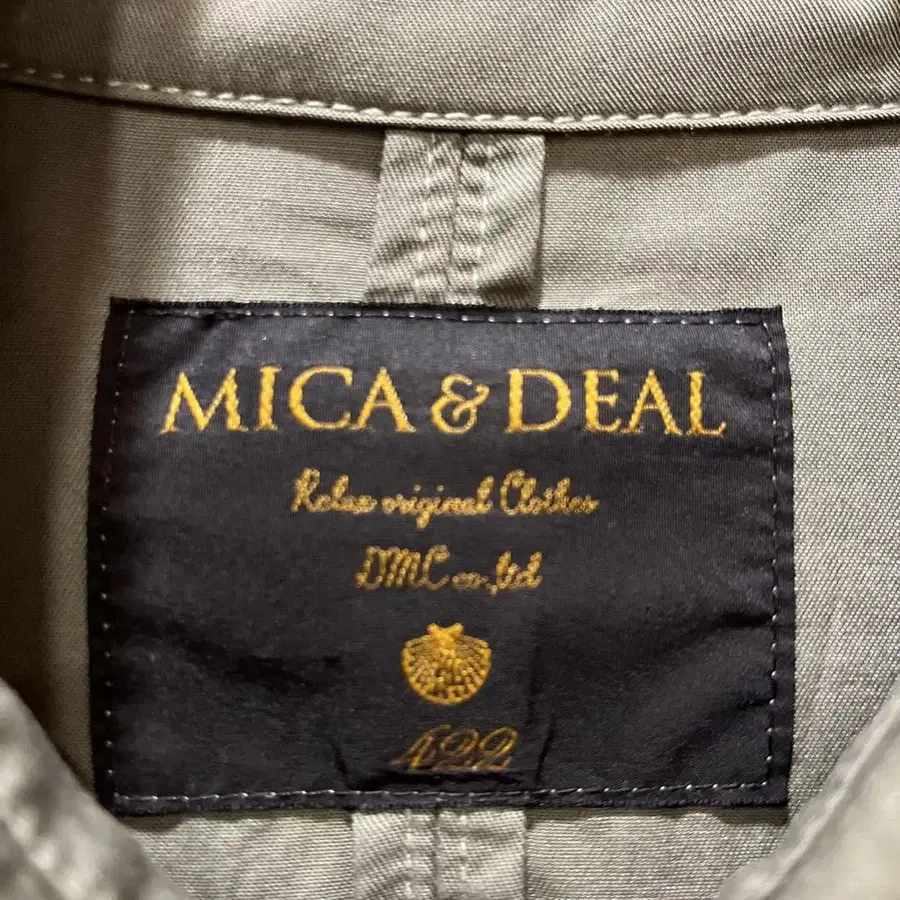 MICA & DEAL
Relax original Clothes
DMC co.,ltd
422